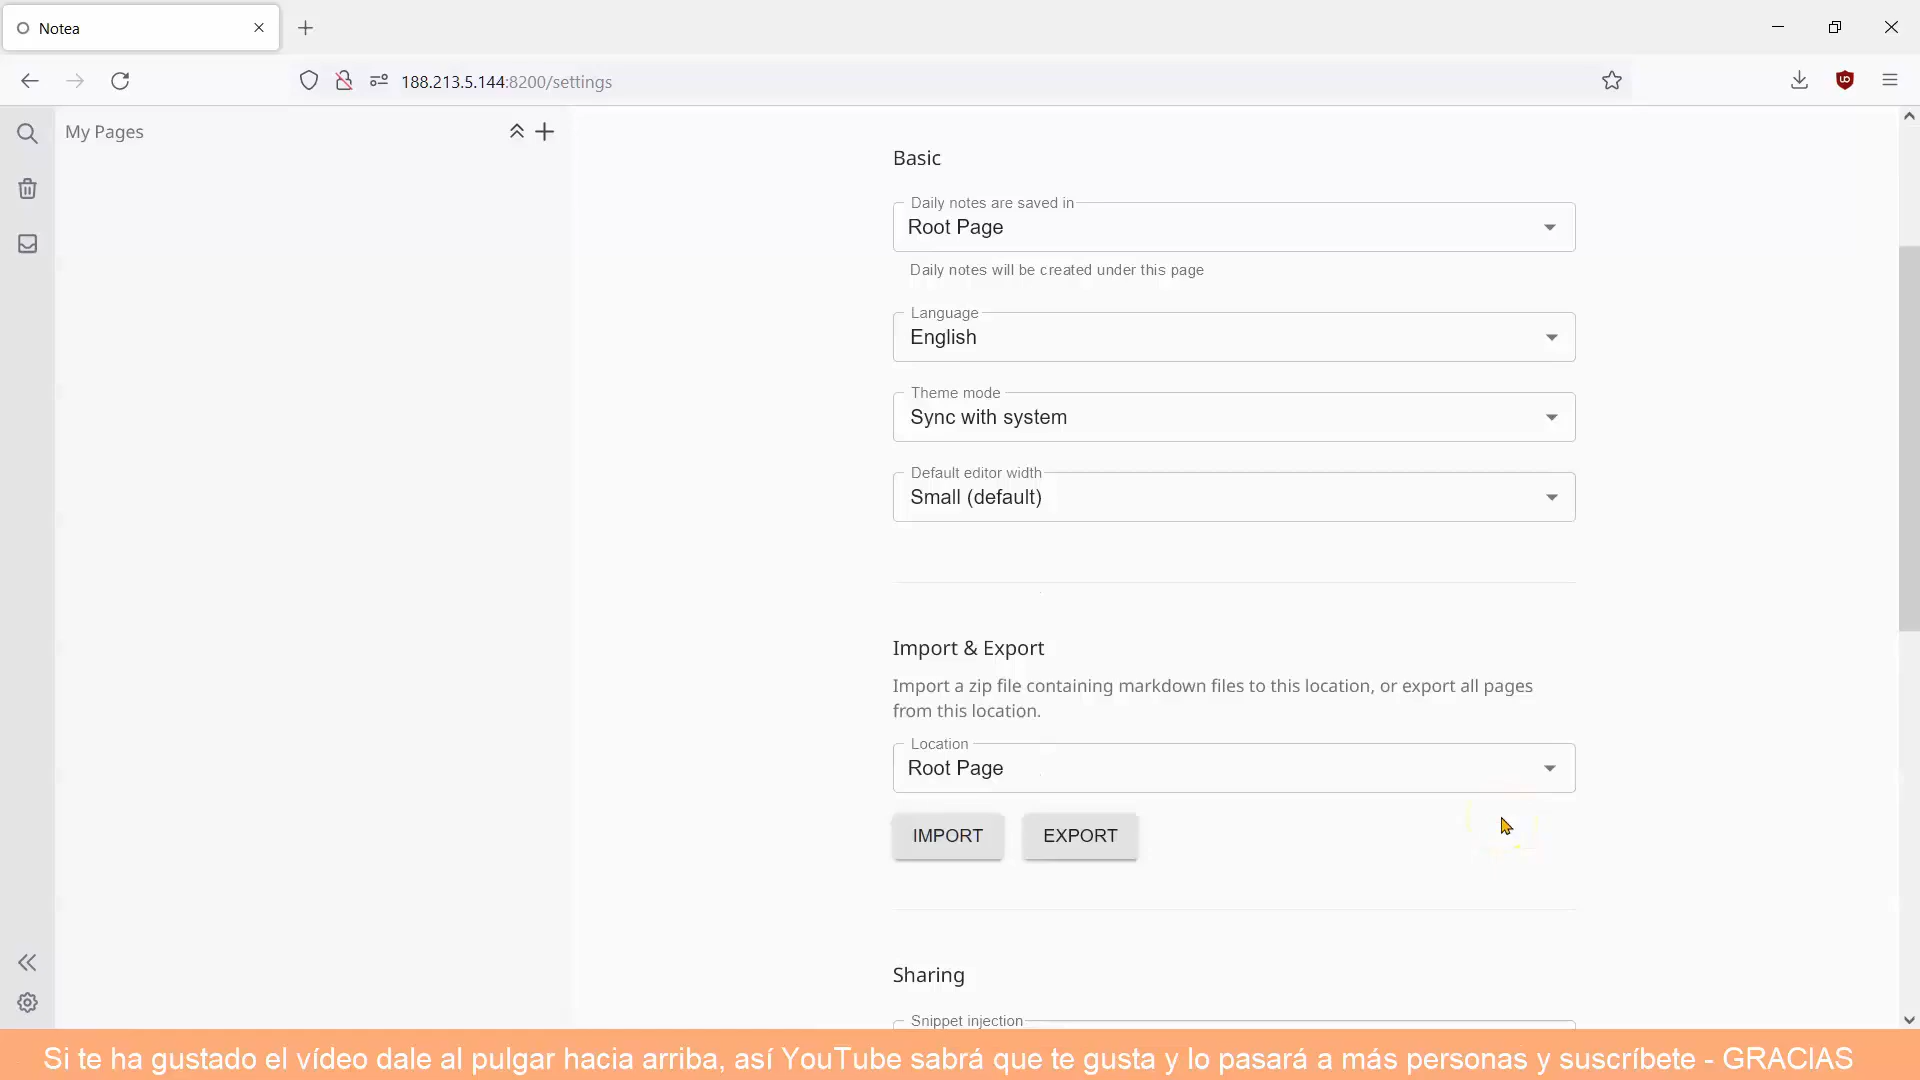 Notea
188.213.5.144:8200/settings
My Pages
Basic
Daily notes are saved in
Root Page
Daily notes will be created under this page
Language
English
Theme mode
Sync with system
Default editor width
Small (default)
Import & Export
Import a zip file containing markdown files to this location, or export all pages
from this location.
Location
Root Page
IMPORT EXPORT
Sharing
Snippet injection
Si te ha gustado el vídeo dale al pulgar hacia arriba, así YouTube sabrá que te gusta y lo pasará a más personas y suscríbete - GRACIAS